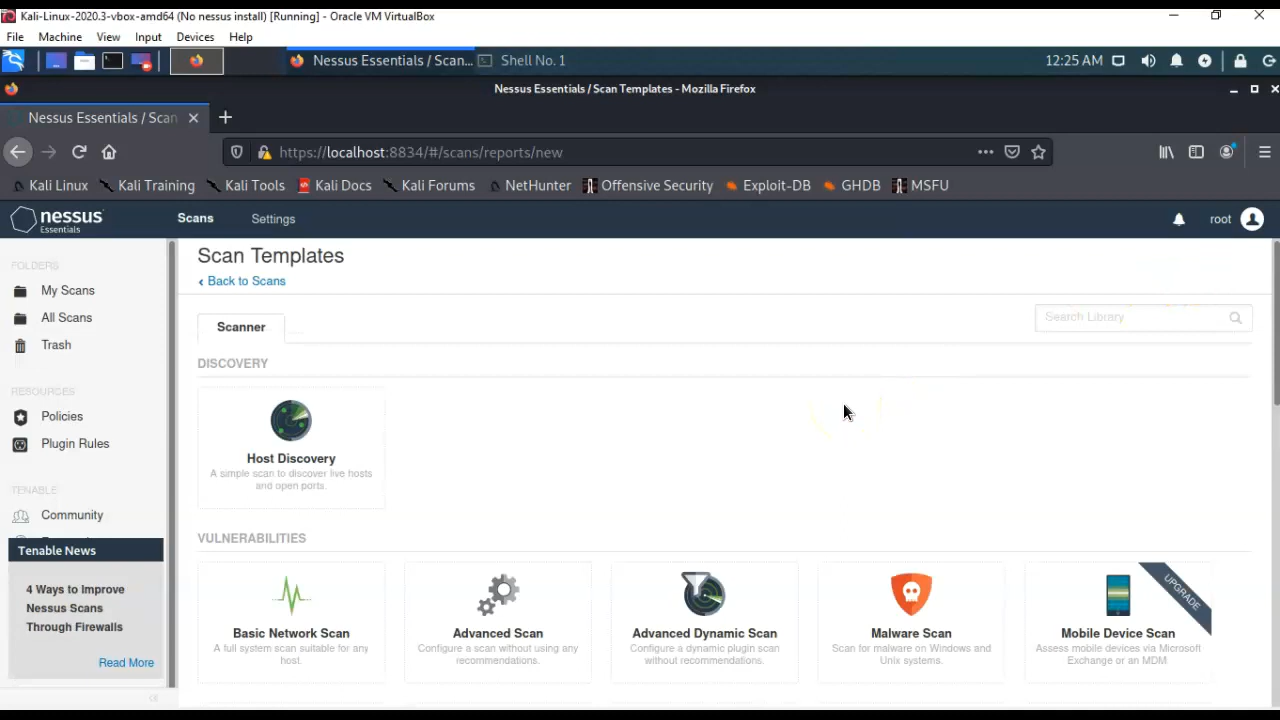 Kali-Linux-2020.3-vbox-amd64 (No nessus install) [Running] - Oracle VM VirtualBox
File Machine View Input Devices Help
Nessus Essentials / Scan... Shell No. 1 12:25 AM
Nessus Essentials / Scan Templates - Mozilla Firefox
Nessus Essentials / Scan
https://localhost:8834/#/scans/reports/new
Kali Linux Kali Training Kali Tools Kali Docs Kali Forums NetHunter Offensive Security Exploit-DB GHDB MSFU
nessus
Essentials
Scans Settings root
FOLDERS
My Scans
All Scans
Trash
RESOURCES
Policies
Plugin Rules
TENABLE
Community
Tenable News
4 Ways to Improve
Nessus Scans
Through Firewalls
Read More
Scan Templates
‹ Back to Scans
Scanner
Search Library
DISCOVERY
Host Discovery
A simple scan to discover live hosts
and open ports.
VULNERABILITIES
Basic Network Scan
A full system scan suitable for any
host.
Advanced Scan
Configure a scan without using any
recommendations.
Advanced Dynamic Scan
Configure a dynamic plugin scan
without recommendations.
Malware Scan
Scan for malware on Windows and
Unix systems.
UPGRADE
Mobile Device Scan
Assess mobile devices via Microsoft
Exchange or an MDM